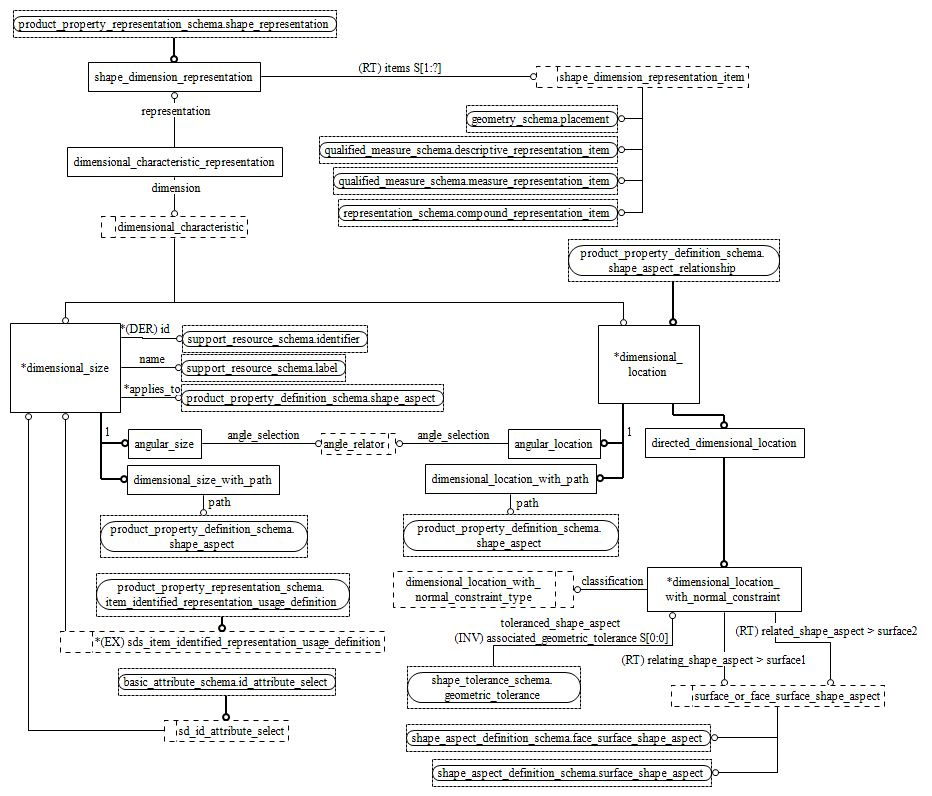 product_property_representation_schema.shape_representation
shape_dimension_representation
(RT) items S[1:?]
shape_dimension_representation_item
representation
geometry_schema.placement
qualified_measure_schema.descriptive_representation_item
dimensional_characteristic_representation
qualified_measure_schema.measure_representation_item
dimension
representation_schema.compound_representation_item
dimensional_characteristic
product_property_definition_schema.
shape_aspect_relationship
*(DER) id
support_resource_schema.identifier
*dimensional_size
name
support_resource_schema.label
*dimensional_
location
*applies_to
product_property_definition_schema.shape_aspect
1
angular_size
angle_selection
angle_relator
angle_selection
angular_location
1
directed_dimensional_location
dimensional_size_with_path
dimensional_location_with_path
path
path
product_property_definition_schema.
shape_aspect
product_property_definition_schema.
shape_aspect
product_property_representation_schema.
item_identified_representation_usage_definition
dimensional_location_with_
normal_constraint_type
classification
*dimensional_location_
with_normal_constraint
*(EX) sds_item_identified_representation_usage_definition
toleranced_shape_aspect
(INV) associated_geometric_tolerance S[0:0]
(RT) related_shape_aspect > surface2
(RT) relating_shape_aspect > surface1
basic_attribute_schema.id_attribute_select
shape_tolerance_schema.
geometric_tolerance
surface_or_face_surface_shape_aspect
sd_id_attribute_select
shape_aspect_definition_schema.face_surface_shape_aspect
shape_aspect_definition_schema.surface_shape_aspect